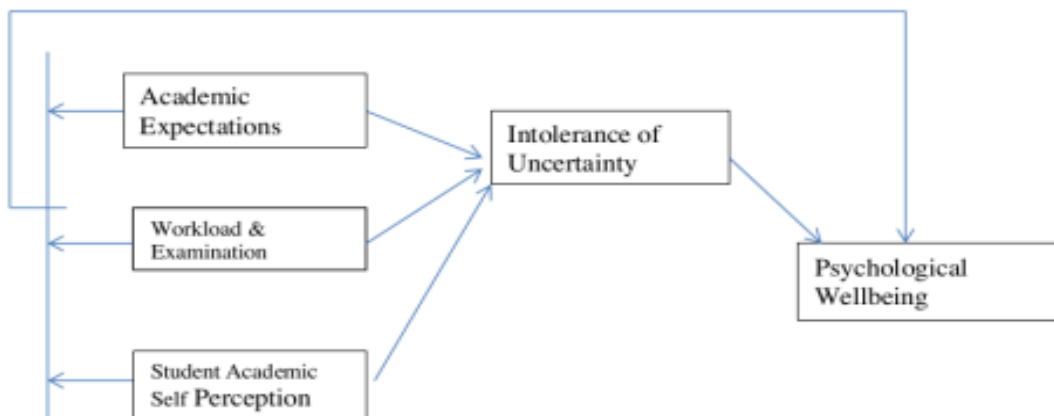 Academic
Expectations
Intolerance of
Uncertainty
Workload &
Examination
Psychological
Wellbeing
Student Academic
Self Perception